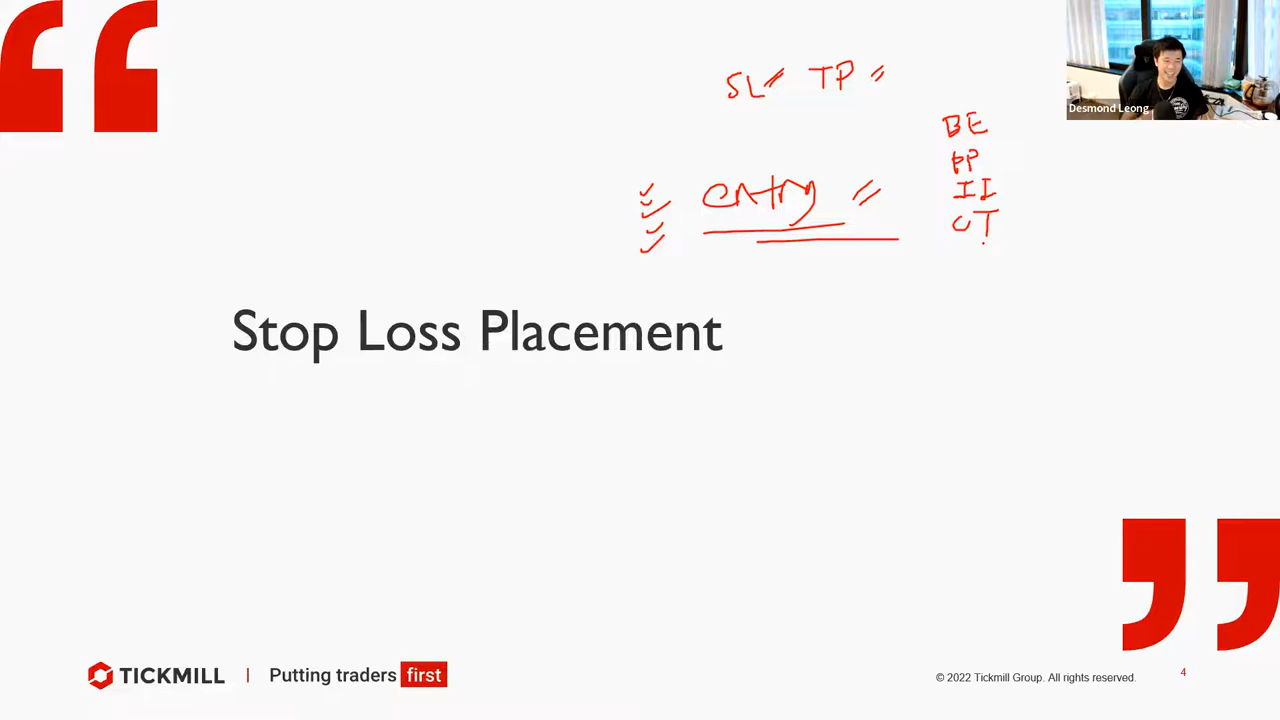 SL TP
Desmond Leong
BE
PP
entry
II
CT
Stop Loss Placement
TICKMILL | Putting traders first
© 2022 Tickmill Group. All rights reserved.
4